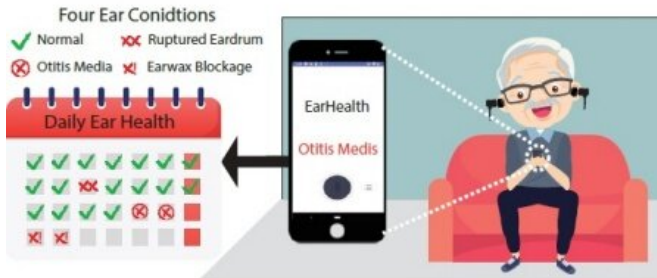 Four Ear Conidtions
Normal
Ruptured Eardrum
Otitis Media
Earwax Blockage
Daily Ear Health
EarHealth
Otitis Medis